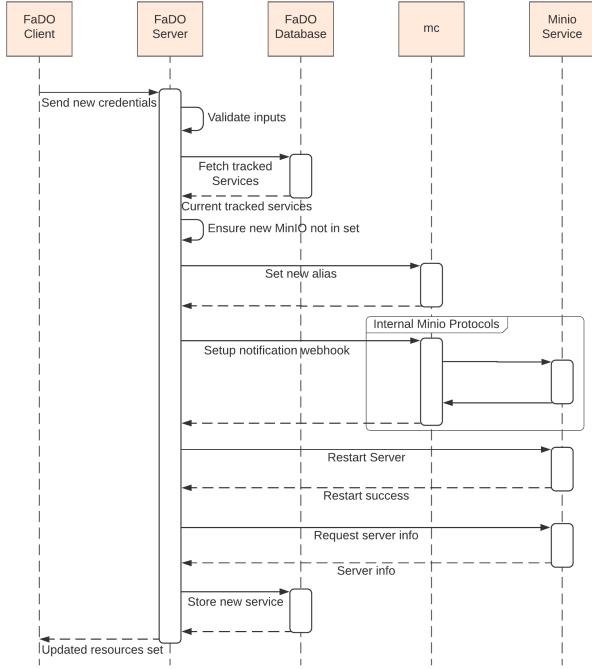 FaDO
Client
FaDO
Server
FaDO
Database
mc
Minio
Service
Send new credentials
Validate inputs
Fetch tracked
Services
Current tracked services
Ensure new MinIO not in set
Set new alias
Internal Minio Protocols
Setup notification webhook
Restart Server
Restart success
Request server info
Server info
Store new service
Updated resources set